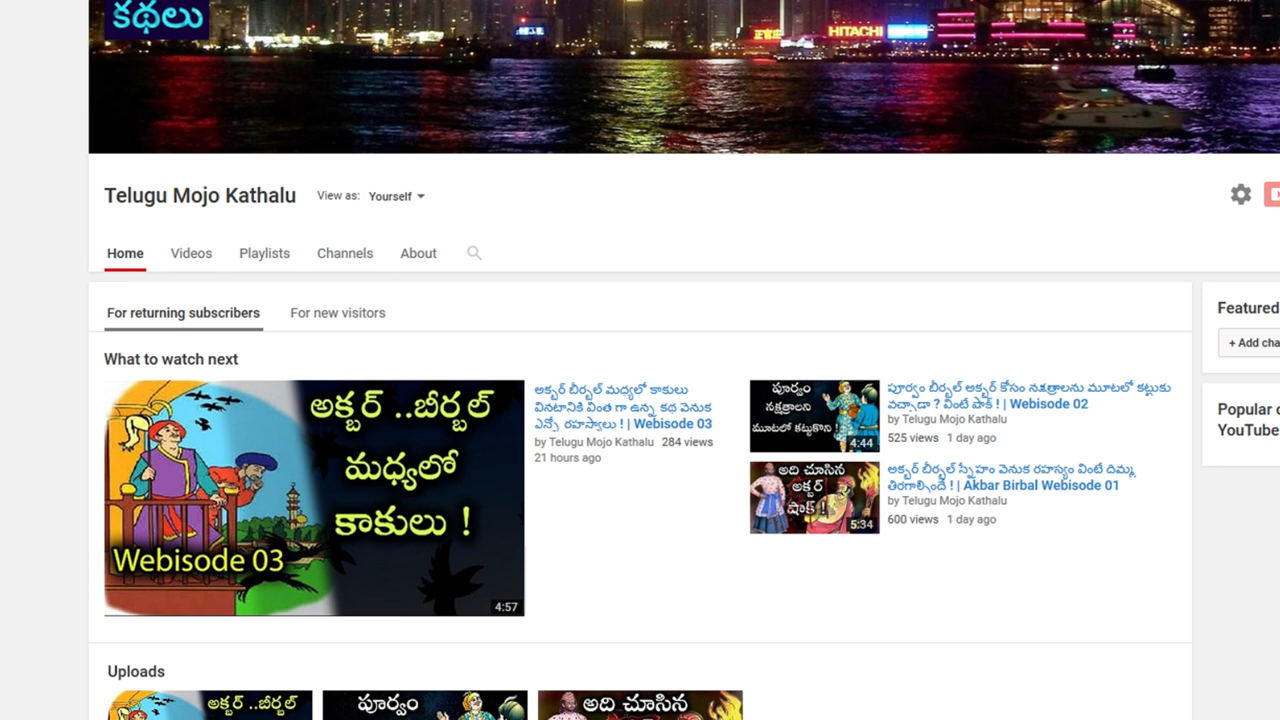 కథలు
正官庄
HITACHI
Telugu Mojo Kathalu View as: Yourself
Home Videos Playlists Channels About
For returning subscribers For new visitors
Featured
+ Add cha
What to watch next
Popular
YouTube
అక్బర్ ..బీర్బల్
మధ్యలో
కాకులు !
Webisode 03
4:57
అక్బర్ బీర్బల్ మధ్యలో కాకులు
వినటానికి వింత గా ఉన్న కధ వెనుక
ఎన్నో రహస్యాలు ! | Webisode 03
by Telugu Mojo Kathalu 284 views
21 hours ago
పూర్వం
నక్షత్రాలని
మూటలో కట్టుకొని !
4:44
పూర్వం బీర్బల్ అక్బర్ కోసం నక్షత్రాలను మూటలో కట్టుకు
వచ్చాడా ? వింటే షాక్ ! | Webisode 02
by Telugu Mojo Kathalu
525 views 1 day ago
అది చూసిన
అక్బర్
షాక్ !
5:34
అక్బర్ బీర్బల్ స్నేహం వెనుక రహస్యం వింటే దిమ్మ
తిరగాల్సిందే ! | Akbar Birbal Webisode 01
by Telugu Mojo Kathalu
600 views 1 day ago
Uploads
అక్బర్ ..బీర్బల్
పూర్వం
అది చూసిన